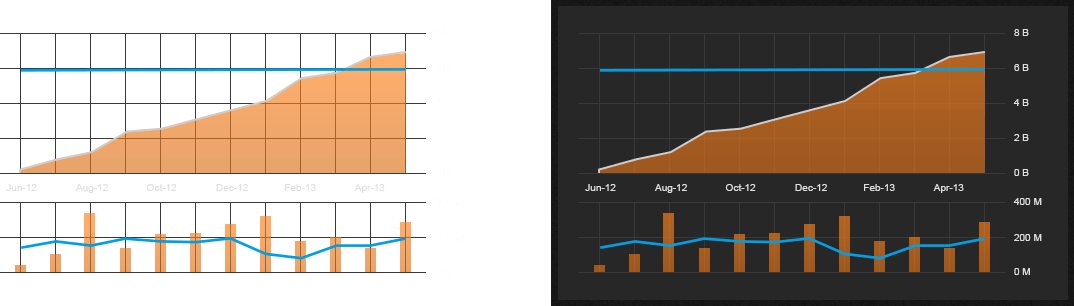 8 B
6 B
4 B
2 B
0 B
Jun-12 Aug-12 Oct-12 Dec-12 Feb-13 Apr-13
Jun-12 Aug-12 Oct-12 Dec-12 Feb-13 Apr-13
400 M
200 M
0 M